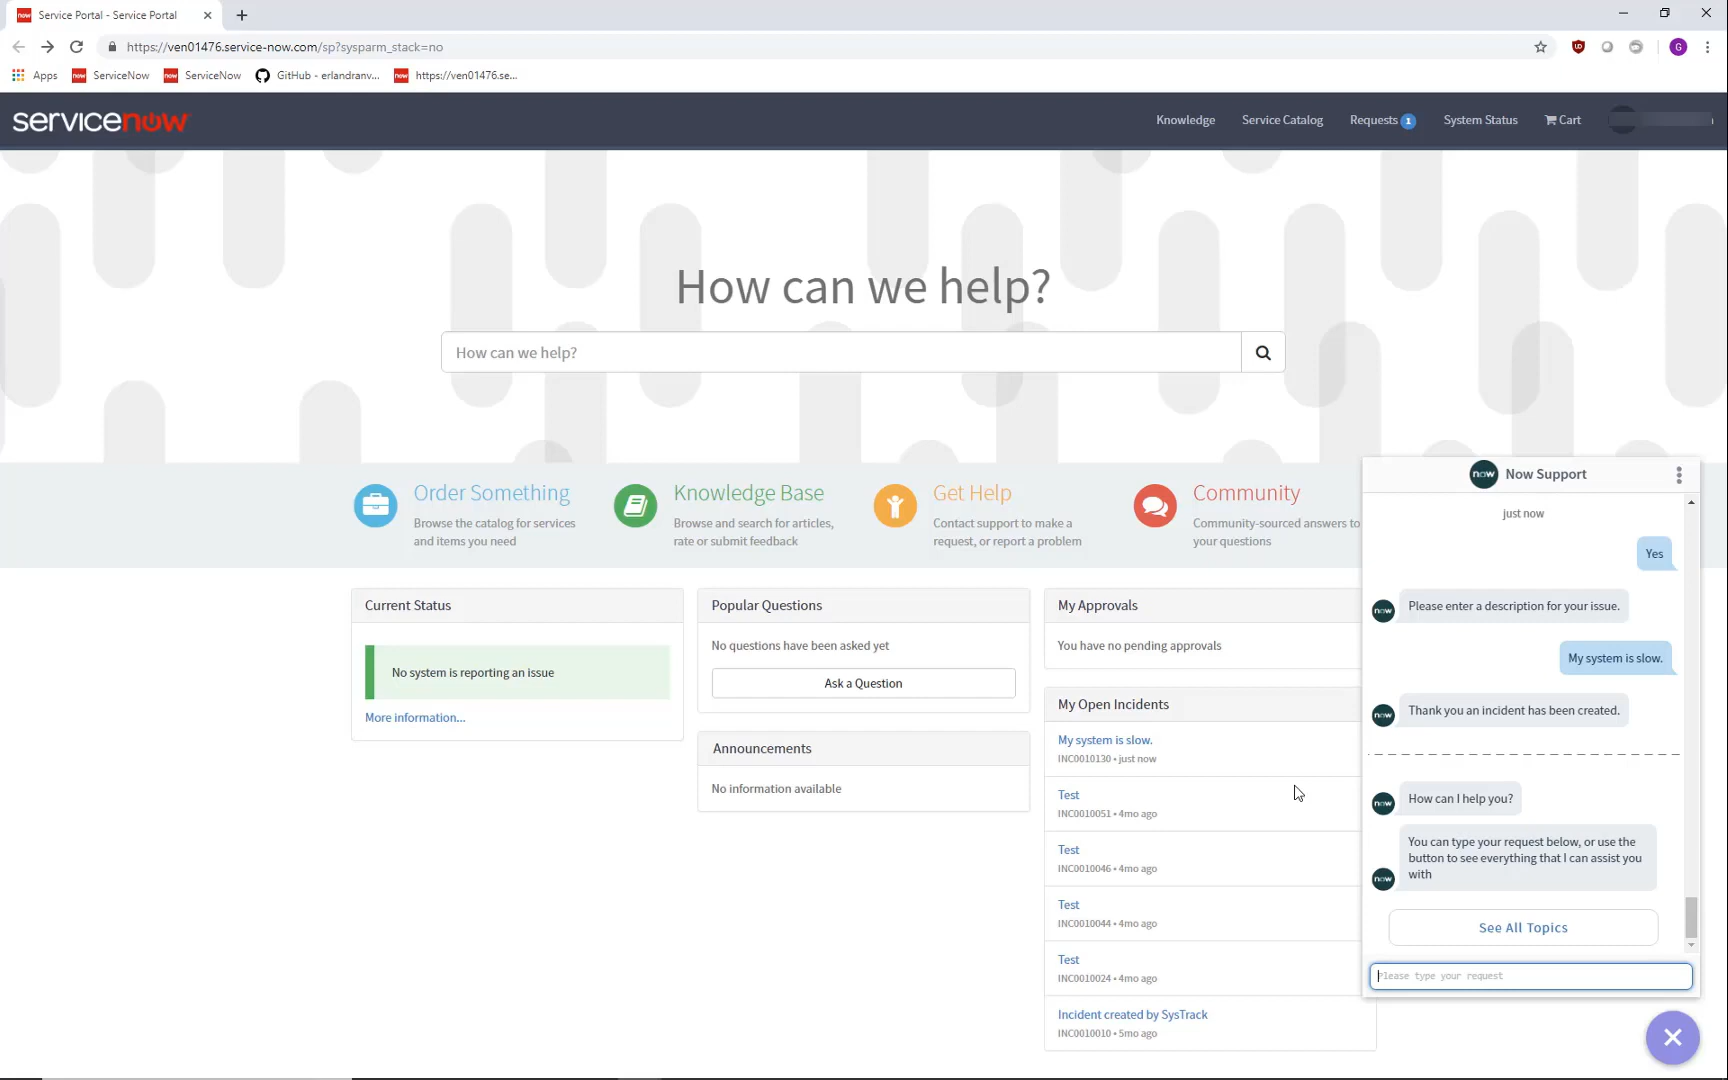 now Service Portal - Service Portal
https://ven01476.service-now.com/sp?sysparm_stack=no
G
Apps now ServiceNow now ServiceNow GitHub - erlandranv... now https://ven01476.se...
servicenow
Knowledge Service Catalog Requests 1 System Status Cart
How can we help?
How can we help?
Order Something
Browse the catalog for services
and items you need
Knowledge Base
Browse and search for articles,
rate or submit feedback
Get Help
Contact support to make a
request, or report a problem
Community
Community-sourced answers to
your questions
Current Status
No system is reporting an issue
More information...
Popular Questions
No questions have been asked yet
Ask a Question
Announcements
No information available
My Approvals
You have no pending approvals
My Open Incidents
My system is slow.
INC0010130 • just now
Test
INC0010051 • 4mo ago
Test
INC0010046 • 4mo ago
Test
INC0010044 • 4mo ago
Test
INC0010024 • 4mo ago
Incident created by SysTrack
INC0010010 • 5mo ago
now Now Support
just now
Yes
now Please enter a description for your issue.
My system is slow.
now Thank you an incident has been created.
now How can I help you?
You can type your request below, or use the
button to see everything that I can assist you
now with
See All Topics
Please type your request